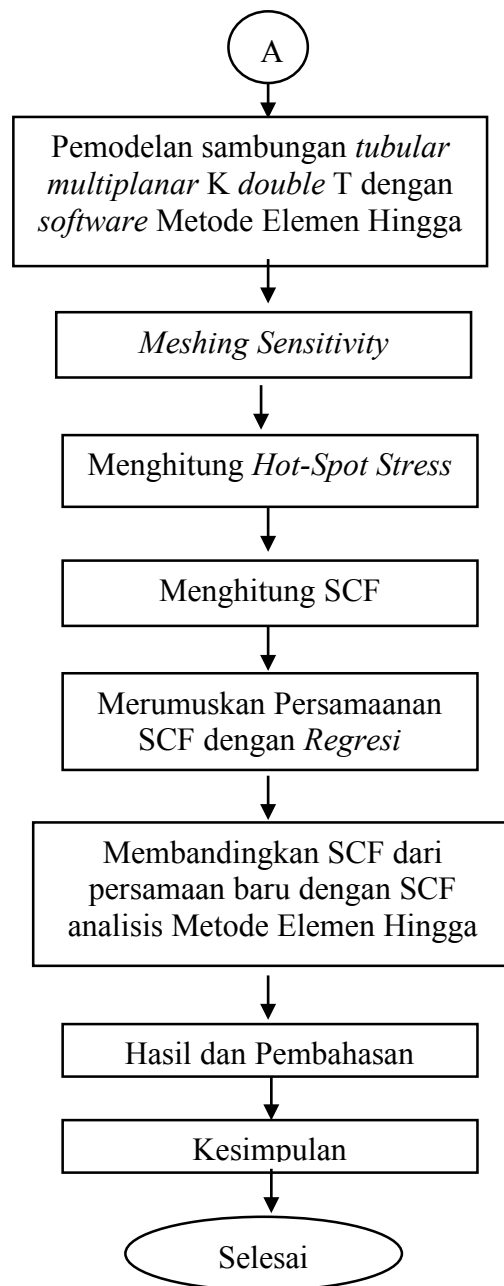 A
Pemodelan sambungan tubular
multiplanar K double T dengan
software Metode Elemen Hingga
Meshing Sensitivity
Menghitung Hot-Spot Stress
Menghitung SCF
Merumuskan Persamaanan
SCF dengan Regresi
Membandingkan SCF dari
persamaan baru dengan SCF
analisis Metode Elemen Hingga
Hasil dan Pembahasan
Kesimpulan
Selesai